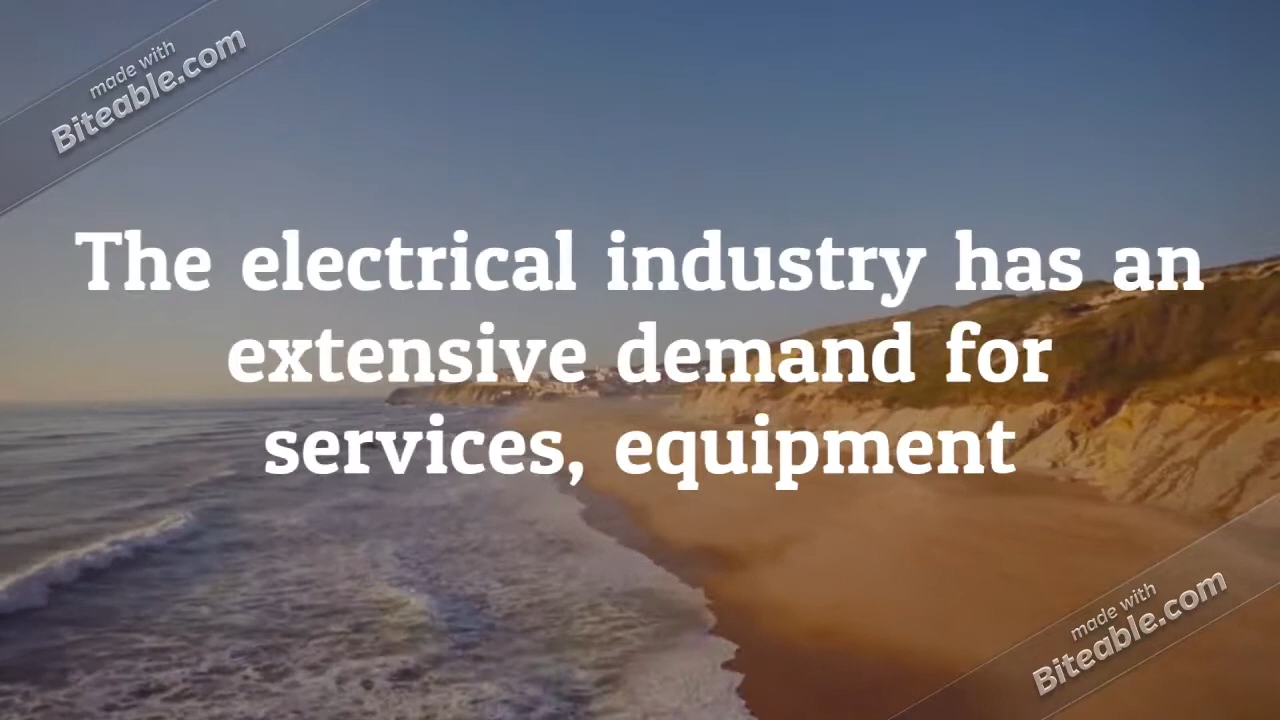 made with
Biteable.com
The electrical industry has an
extensive demand for
services, equipment
made with
Biteable.com